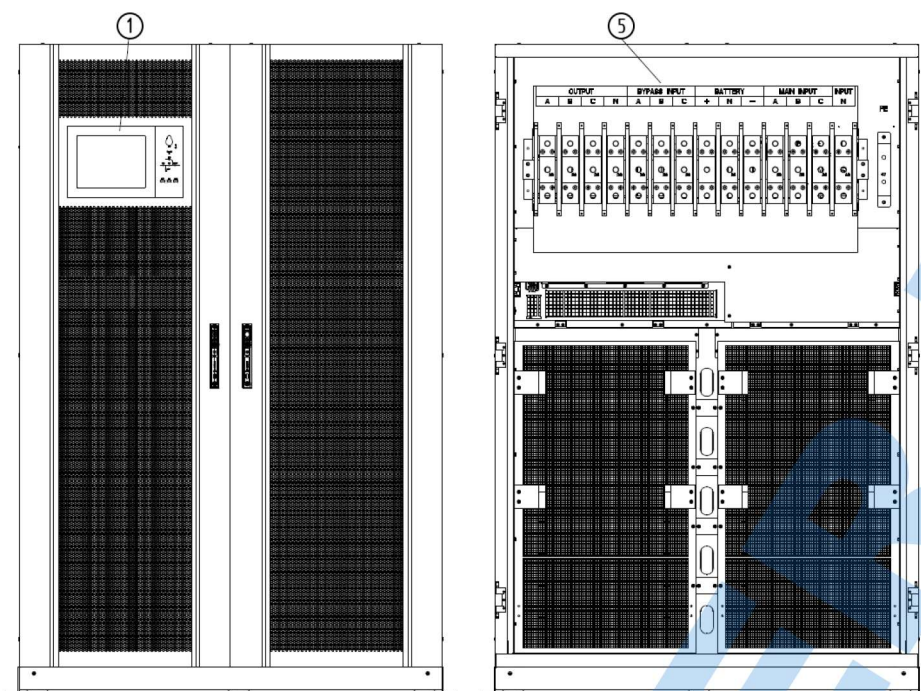 1
5
OUTPUT BYPASS INPUT BATTERY MAIN INPUT INPUT
A B C N A B C + N − A B C N
PE